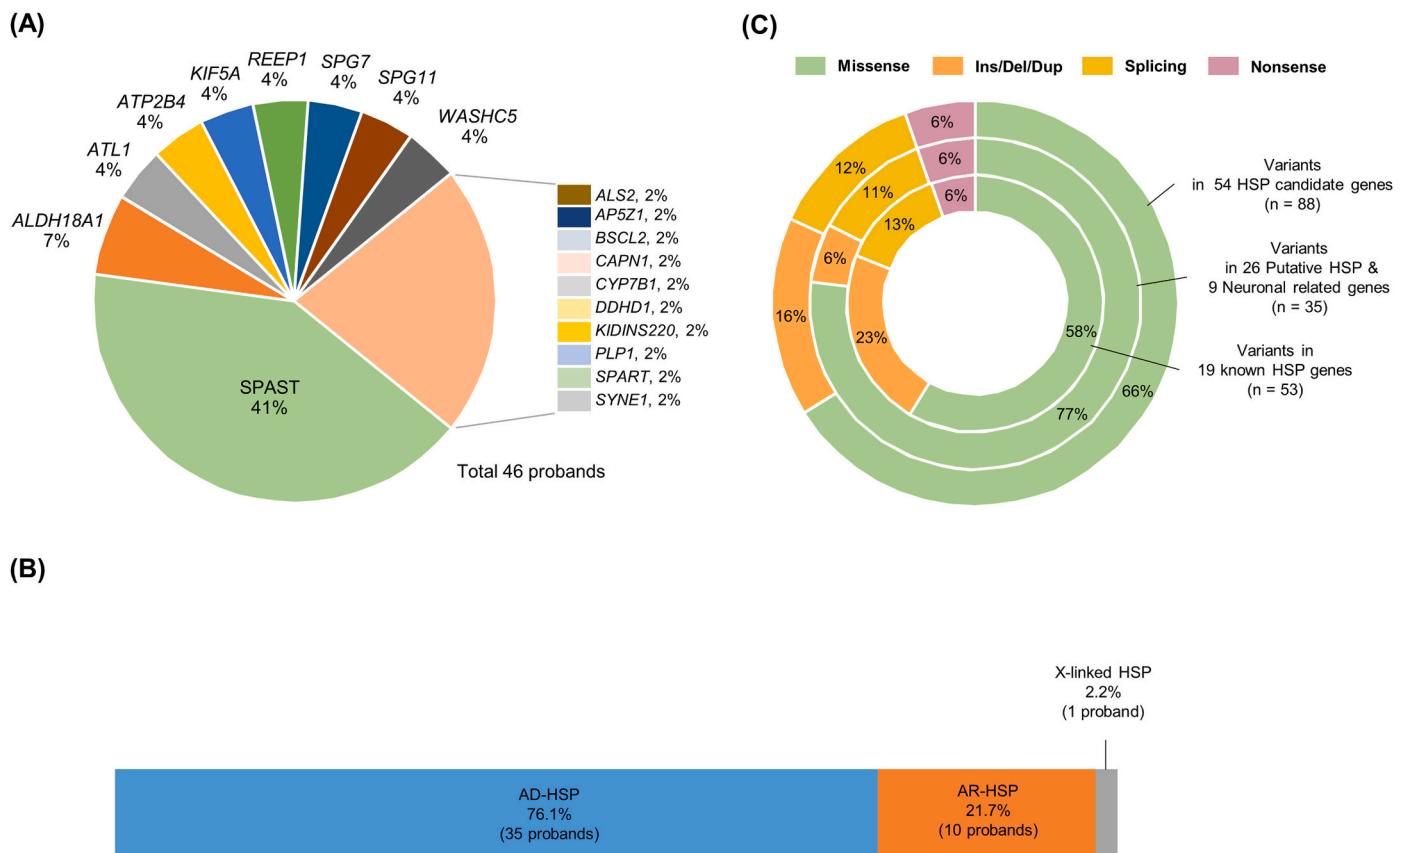 (A)
REEP1
4%
SPG7
4%
KIF5A
4%
SPG11
4%
ATP2B4
4%
WASHC5
4%
ATL1
4%
ALDH18A1
7%
SPAST
41%
ALS2, 2%
AP5Z1, 2%
BSCL2, 2%
CAPN1, 2%
CYP7B1, 2%
DDHD1, 2%
KIDINS220, 2%
PLP1, 2%
SPART, 2%
SYNE1, 2%
Total 46 probands
(C)
Missense
Ins/Del/Dup
Splicing
Nonsense
6%
12%
6%
11%
6%
13%
6%
16%
23%
58%
77%
66%
Variants
in 54 HSP candidate genes
(n = 88)
Variants
in 26 Putative HSP &
9 Neuronal related genes
(n = 35)
Variants in
19 known HSP genes
(n = 53)
(B)
X-linked HSP
2.2%
(1 proband)
AD-HSP
76.1%
(35 probands)
AR-HSP
21.7%
(10 probands)